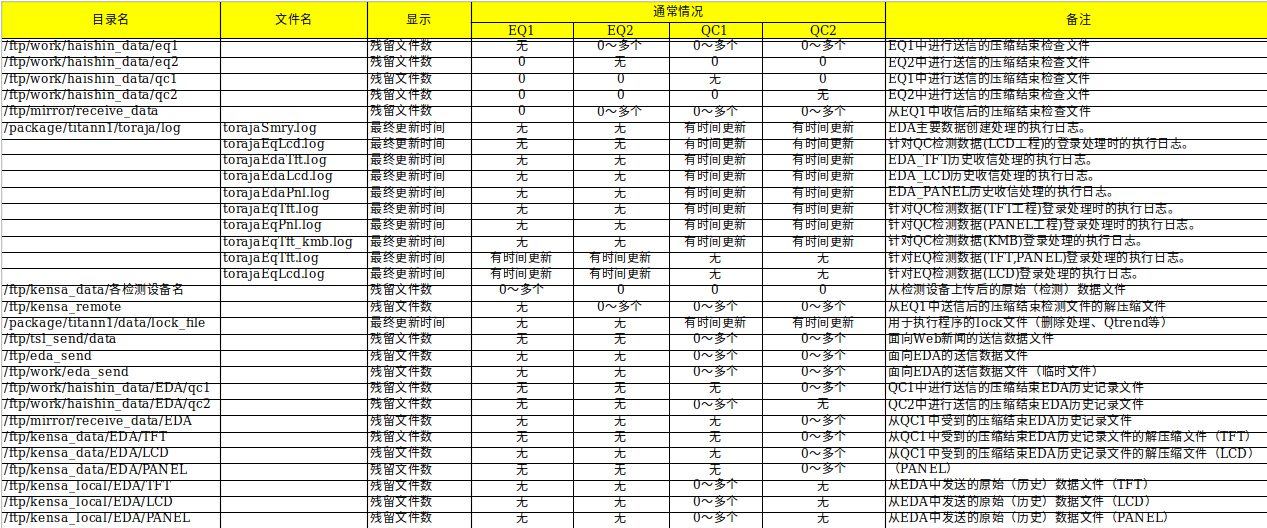 目录名 文件名 显示 通常情况 备注
EQ1 EQ2 QC1 QC2
/ftp/work/haishin_data/eq1 残留文件数 无 0～多个 0～多个 0～多个 EQ1中进行送信的压缩结束检查文件
/ftp/work/haishin_data/eq2 残留文件数 0 无 0 0 EQ2中进行送信的压缩结束检查文件
/ftp/work/haishin_data/qc1 残留文件数 0 0 无 0 EQ1中进行送信的压缩结束检查文件
/ftp/work/haishin_data/qc2 残留文件数 0 0 0 无 EQ2中进行送信的压缩结束检查文件
/ftp/mirror/receive_data 残留文件数 0 0～多个 0～多个 0～多个 从EQ1中收信后的压缩结束检查文件
/package/titann1/toraja/log torajaSmry.log 最终更新时间 无 无 有时间更新 有时间更新 EDA主要数据创建处理的执行日志。
torajaEqLcd.log 最终更新时间 无 无 有时间更新 有时间更新 针对QC检测数据(LCD工程)的登录处理时的执行日志。
torajaEdaTft.log 最终更新时间 无 无 有时间更新 有时间更新 EDA_TFT历史收信处理的执行日志。
torajaEdaLcd.log 最终更新时间 无 无 有时间更新 有时间更新 EDA_LCD历史收信处理的执行日志。
torajaEdaPnl.log 最终更新时间 无 无 有时间更新 有时间更新 EDA_PANEL历史收信处理的执行日志。
torajaEqTft.log 最终更新时间 无 无 有时间更新 有时间更新 针对QC检测数据(TFT工程)登录处理时的执行日志。
torajaEqPnl.log 最终更新时间 无 无 有时间更新 有时间更新 针对QC检测数据(PANEL工程)登录处理时的执行日志。
torajaEqTft_kmb.log 最终更新时间 无 无 有时间更新 有时间更新 针对QC检测数据(KMB)登录处理的执行日志。
torajaEqTft.log 最终更新时间 有时间更新 有时间更新 无 无 针对EQ检测数据(TFT,PANEL)登录处理的执行日志。
torajaEqLcd.log 最终更新时间 有时间更新 有时间更新 无 无 针对EQ检测数据(LCD)登录处理的执行日志。
/ftp/kensa_data/各检测设备名 残留文件数 0～多个 0 0 0 从检测设备上传后的原始（检测）数据文件
/ftp/kensa_remote 残留文件数 无 0～多个 0～多个 0～多个 从EQ1中送信后的压缩结束检测文件的解压缩文件
/package/titann1/data/lock_file 最终更新时间 无 无 有时间更新 有时间更新 用于执行程序的lock文件（删除处理、Qtrend等）
/ftp/tsl_send/data 残留文件数 无 无 0～多个 0～多个 面向Web新闻的送信数据文件
/ftp/eda_send 残留文件数 无 无 0～多个 0～多个 面向EDA的送信数据文件
/ftp/work/eda_send 残留文件数 无 无 0～多个 0～多个 面向EDA的送信数据文件（临时文件）
/ftp/work/haishin_data/EDA/qc1 残留文件数 无 无 无 0～多个 QC1中进行送信的压缩结束EDA历史记录文件
/ftp/work/haishin_data/EDA/qc2 残留文件数 无 无 0～多个 无 QC2中进行送信的压缩结束EDA历史记录文件
/ftp/mirror/receive_data/EDA 残留文件数 无 无 无 0～多个 从QC1中受到的压缩结束EDA历史记录文件
/ftp/kensa_data/EDA/TFT 残留文件数 无 无 无 0～多个 从QC1中受到的压缩结束EDA历史记录文件的解压缩文件（TFT）
/ftp/kensa_data/EDA/LCD 残留文件数 无 无 无 0～多个 从QC1中受到的压缩结束EDA历史记录文件的解压缩文件（LCD）
/ftp/kensa_data/EDA/PANEL 残留文件数 无 无 无 0～多个 （PANEL）
/ftp/kensa_local/EDA/TFT 残留文件数 无 无 0～多个 无 从EDA中发送的原始（历史）数据文件（TFT）
/ftp/kensa_local/EDA/LCD 残留文件数 无 无 0～多个 无 从EDA中发送的原始（历史）数据文件（LCD）
/ftp/kensa_local/EDA/PANEL 残留文件数 无 无 0～多个 无 从EDA中发送的原始（历史）数据文件（PANEL）